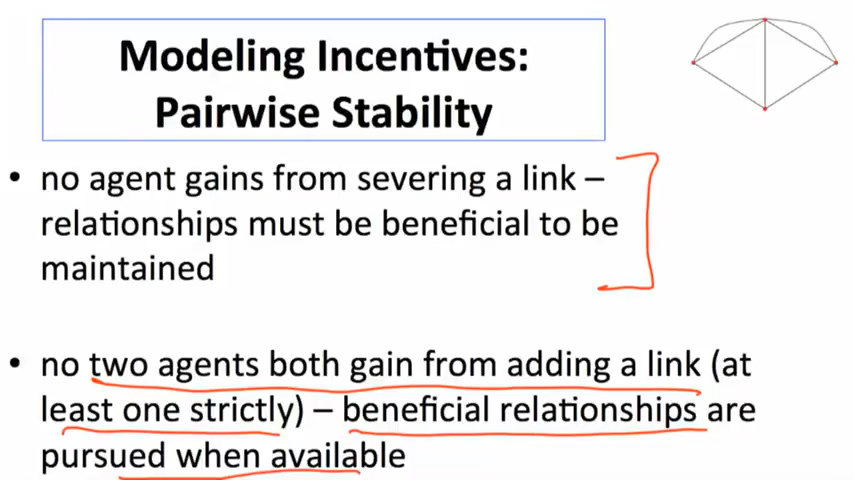 Modeling Incentives:
Pairwise Stability
• no agent gains from severing a link –
relationships must be beneficial to be
maintained
• no two agents both gain from adding a link (at
least one strictly) – beneficial relationships are
pursued when available